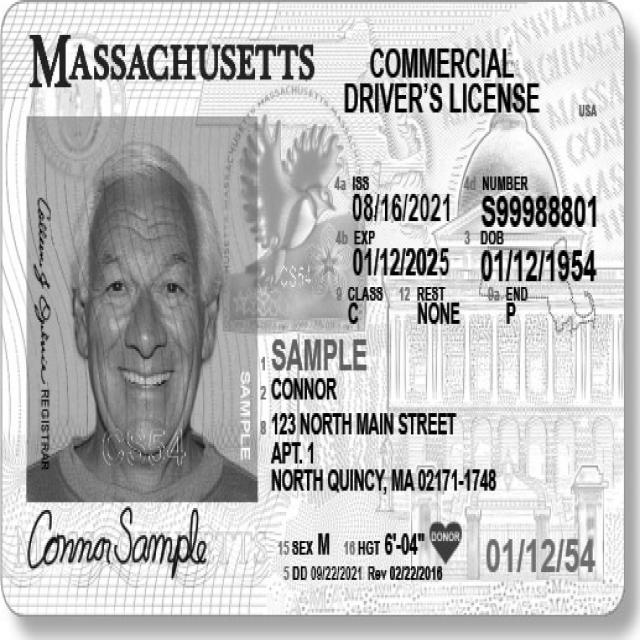 MASSACHUSETTS
COMMERCIAL
DRIVER'S LICENSE
USA
4a ISS
08/16/2021
4d NUMBER
S99988801
4b EXP
01/12/2025
3 DOB
01/12/1954
9 CLASS
C
12 REST
NONE
9a END
P
1 SAMPLE
2 CONNOR
8 123 NORTH MAIN STREET
APT. 1
NORTH QUINCY, MA 02171-1748
15 SEX M 16 HGT 6'-04"
DONOR
01/12/54
5 DD 09/22/2021 Rev 02/22/2016
REGISTRAR
SAMPLE
CS54
CS54
Connor Sample